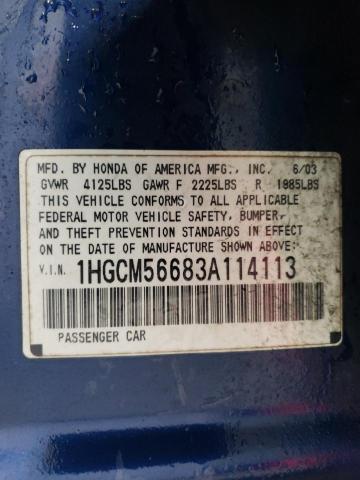 MFD. BY HONDA OF AMERICA MFG., INC. 6/03
GVWR 4125LBS GAWR F 2225LBS R 1985LBS
THIS VEHICLE CONFORMS TO ALL APPLICABLE
FEDERAL MOTOR VEHICLE SAFETY, BUMPER,
AND THEFT PREVENTION STANDARDS IN EFFECT
ON THE DATE OF MANUFACTURE SHOWN ABOVE.
V.I.N. 1HGCM56683A114113
PASSENGER CAR